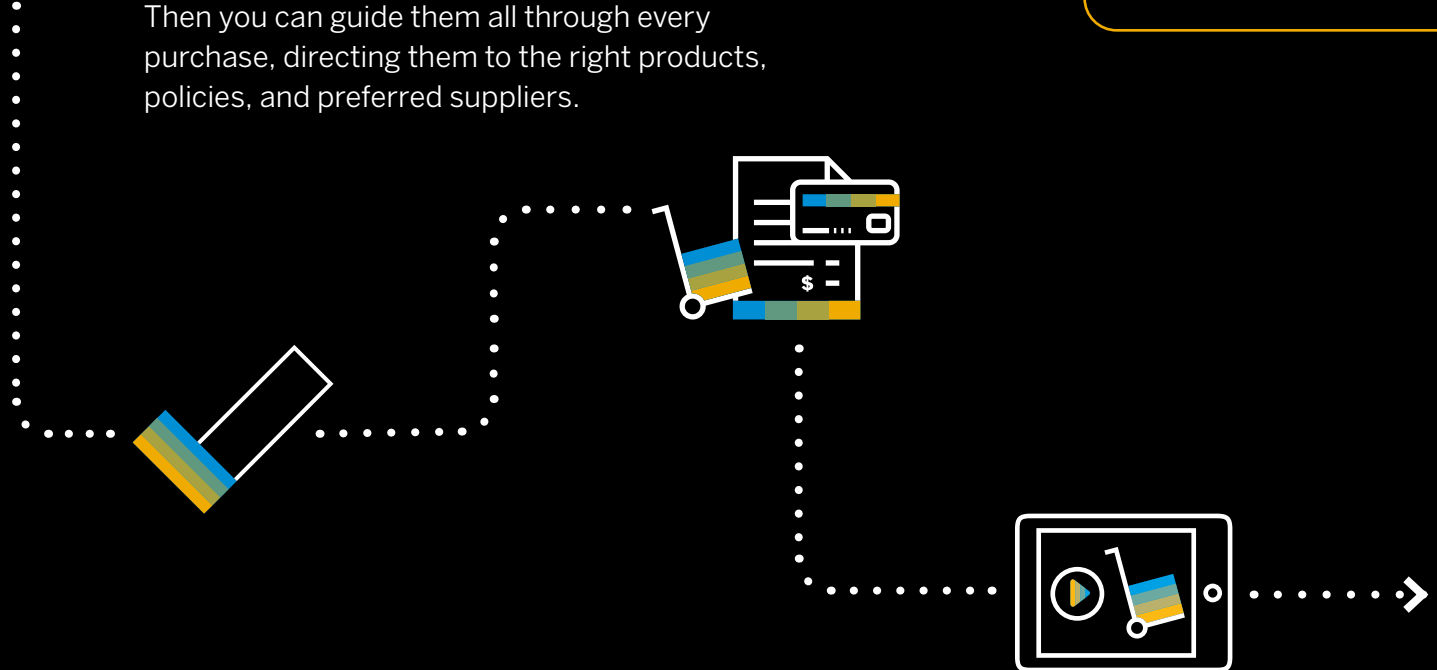 Then you can guide them all through every
purchase, directing them to the right products,
policies, and preferred suppliers.
$